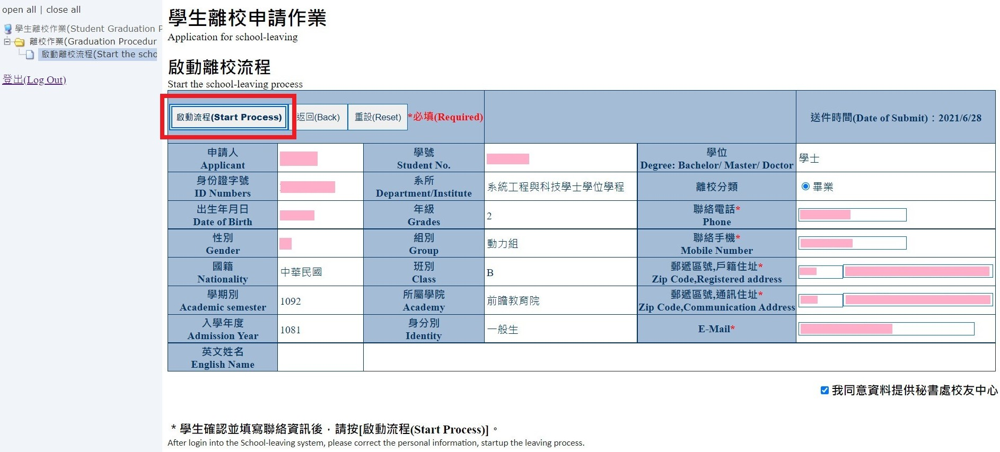 open all | close all
學生離校作業(Student Graduation P
離校作業(Graduation Procedur
啟動離校流程(Start the scho
登出(Log Out)
學生離校申請作業
Application for school-leaving
啟動離校流程
Start the school-leaving process
啟動流程(Start Process) 返回(Back) 重設(Reset) *必填(Required) 送件時間(Date of Submit)：2021/6/28
申請人 學號 學位
Applicant Student No. Degree: Bachelor/ Master/ Doctor 學士
身份證字號 系所 離校分類
ID Numbers Department/Institute 系統工程與科技學士學位學程 畢業
出生年月日 年級 聯絡電話*
Date of Birth Grades 2 Phone
性別 組別 聯絡手機*
Gender Group 動力組 Mobile Number
國籍 班別 郵遞區號,戶籍住址*
Nationality 中華民國 Class B Zip Code,Registered address
學期別 所屬學院 郵遞區號,通訊住址*
Academic semester 1092 Academy 前瞻教育院 Zip Code,Communication Address
入學年度 身分別
Admission Year 1081 Identity 一般生 E-Mail*
英文姓名
English Name
我同意資料提供秘書處校友中心
* 學生確認並填寫聯絡資訊後，請按[啟動流程(Start Process)]。
After login into the School-leaving system, please correct the personal information, startup the leaving process.